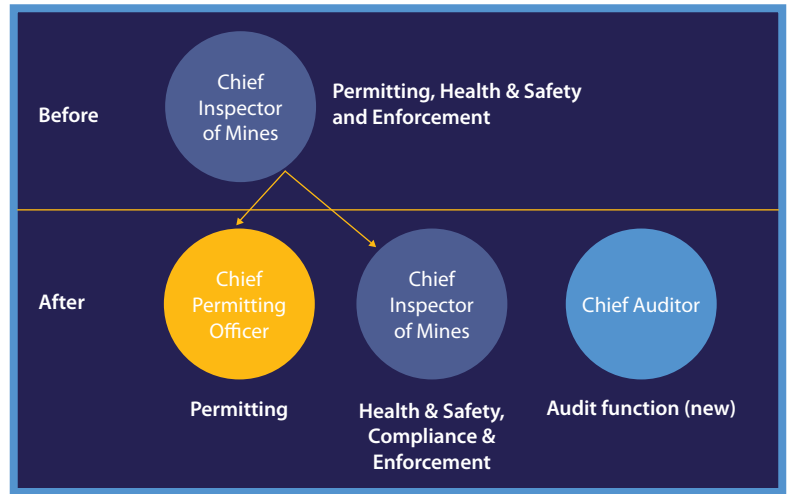 Before
Chief
Inspector
of Mines
Permitting, Health & Safety
and Enforcement
After
Chief
Permitting
Officer
Chief
Inspector
of Mines
Chief Auditor
Permitting
Health & Safety,
Compliance &
Enforcement
Audit function (new)